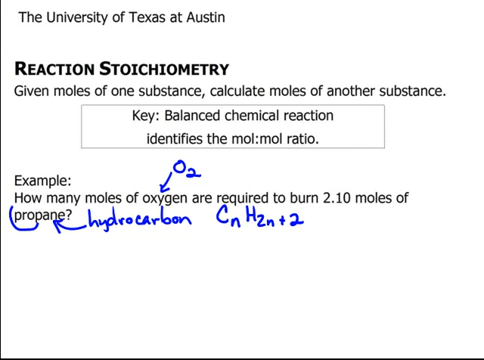 The University of Texas at Austin
REACTION STOICHIOMETRY
Given moles of one substance, calculate moles of another substance.
Key: Balanced chemical reaction
identifies the mol:mol ratio.
O₂
Example:
How many moles of oxygen are required to burn 2.10 moles of
propane? hydrocarbon CₙH₂ₙ₊₂